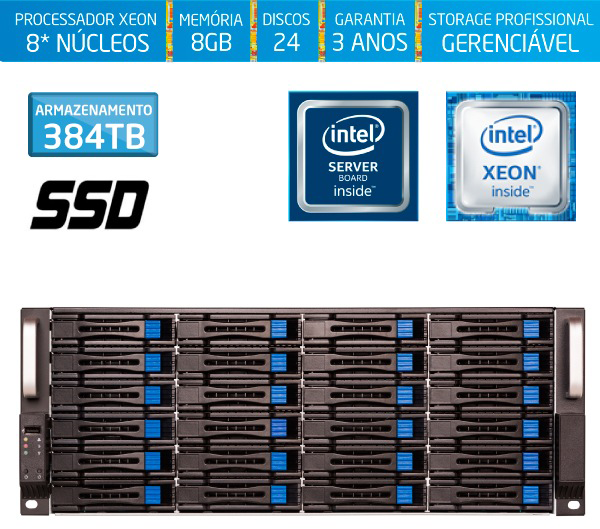 PROCESSADOR XEON
8* NÚCLEOS
MEMÓRIA
8GB
DISCOS
24
GARANTIA
3 ANOS
STORAGE PROFISSIONAL
GERENCIÁVEL
ARMAZENAMENTO
384TB
SSD
intel®
SERVER
BOARD
inside™
intel®
XEON®
inside™